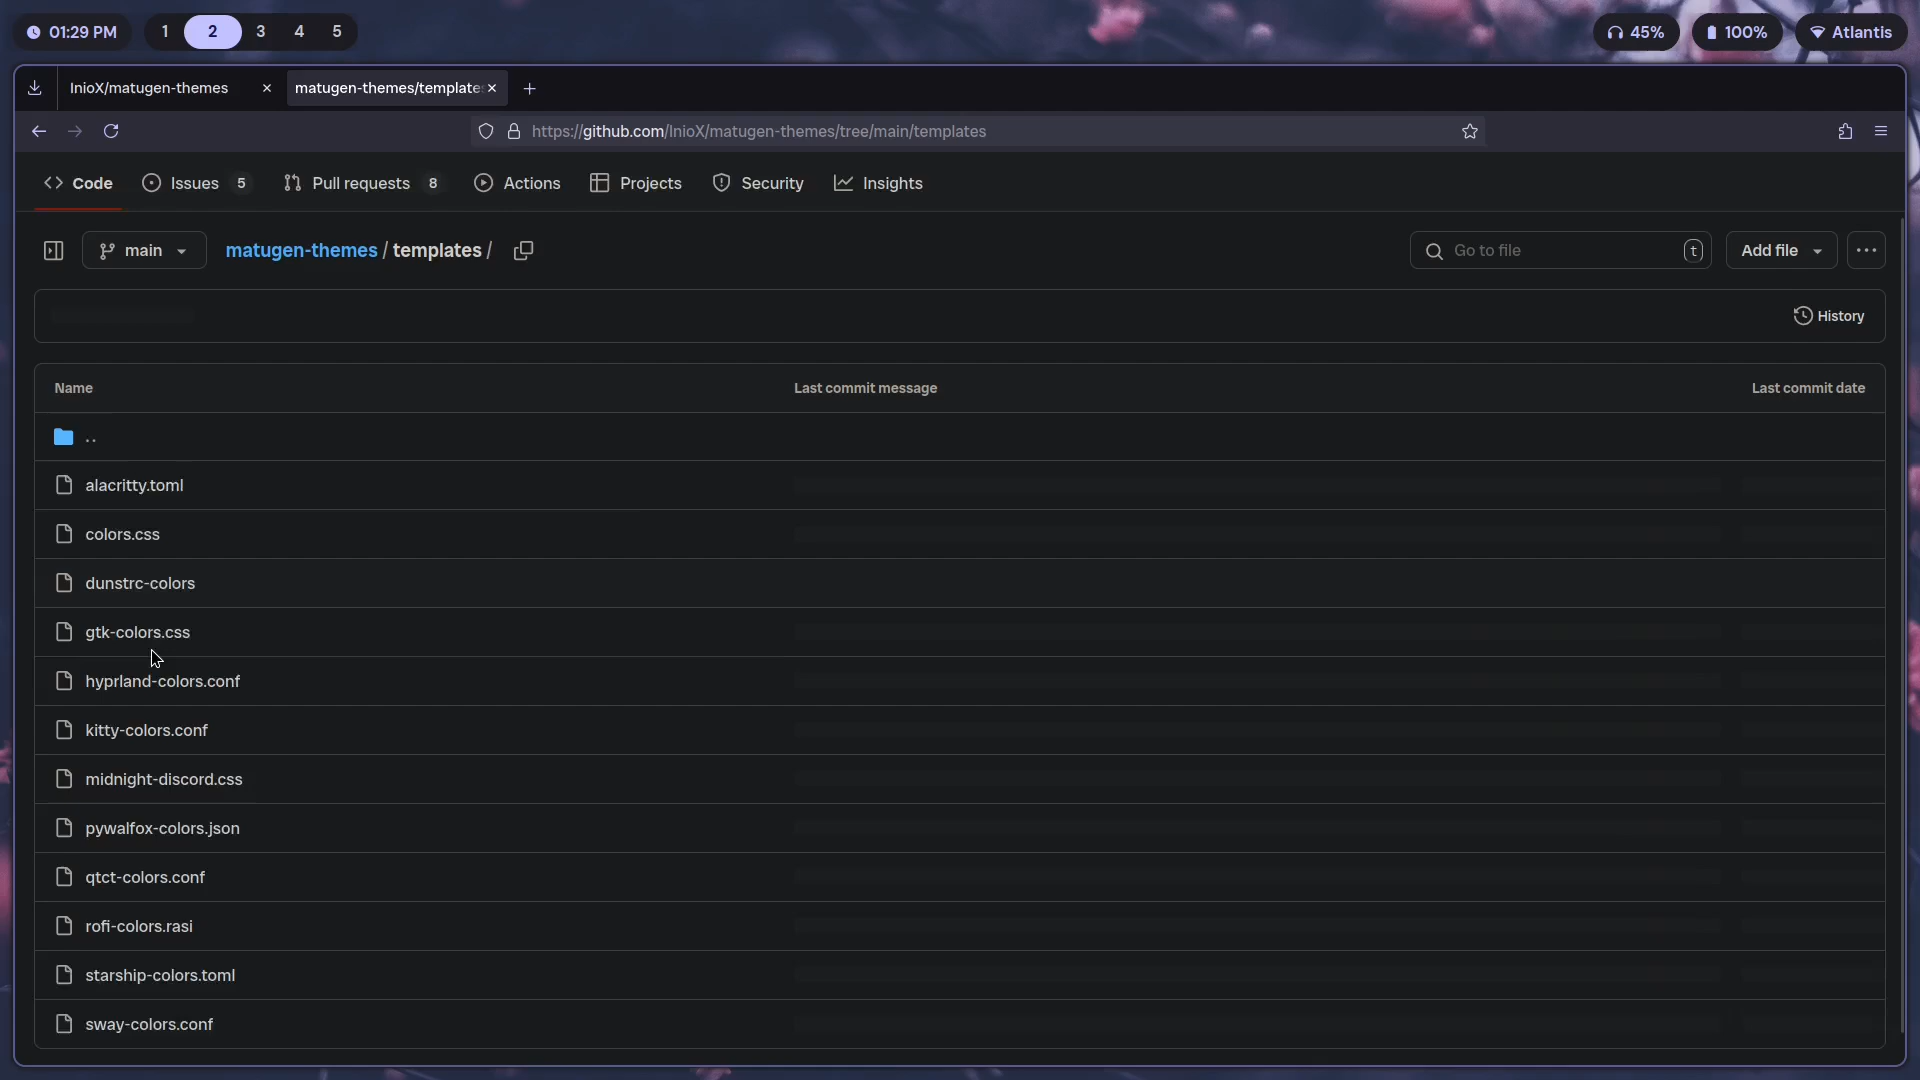 01:29 PM
1 2 3 4 5
45%
100%
Atlantis
InioX/matugen-themes
matugen-themes/template
https://github.com/InioX/matugen-themes/tree/main/templates
Code
Issues 5
Pull requests 8
Actions
Projects
Security
Insights
main
matugen-themes / templates /
Go to file
t
Add file
History
Name
Last commit message
Last commit date
..
alacritty.toml
colors.css
dunstrc-colors
gtk-colors.css
hyprland-colors.conf
kitty-colors.conf
midnight-discord.css
pywalfox-colors.json
qtct-colors.conf
rofi-colors.rasi
starship-colors.toml
sway-colors.conf